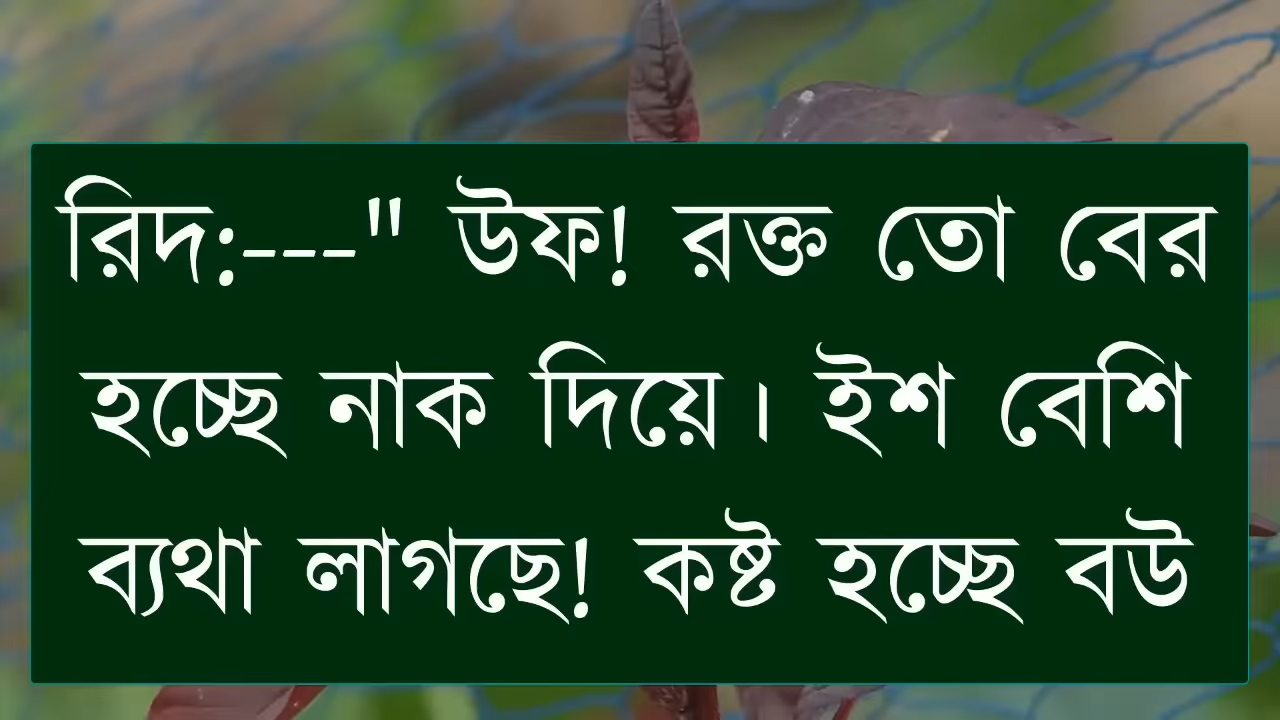 রিদ:---" উফ! রক্ত তো বের
হচ্ছে নাক দিয়ে। ইশ বেশি
ব্যথা লাগছে! কষ্ট হচ্ছে বউ